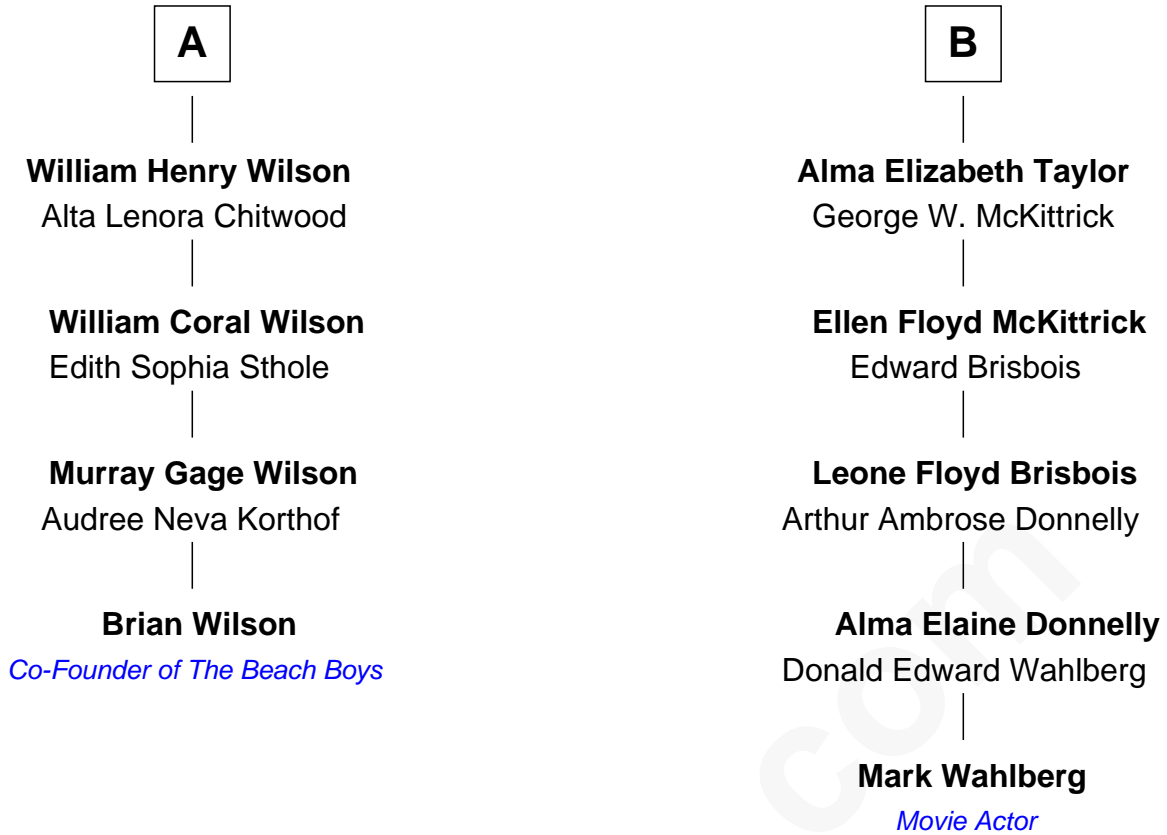 A
William Henry Wilson
Alta Lenora Chitwood
William Coral Wilson
Edith Sophia Sthole
Murray Gage Wilson
Audree Neva Korthof
Brian Wilson
Co-Founder of The Beach Boys
B
Alma Elizabeth Taylor
George W. McKittrick
Ellen Floyd McKittrick
Edward Brisbois
Leone Floyd Brisbois
Arthur Ambrose Donnelly
Alma Elaine Donnelly
Donald Edward Wahlberg
Mark Wahlberg
Movie Actor
com